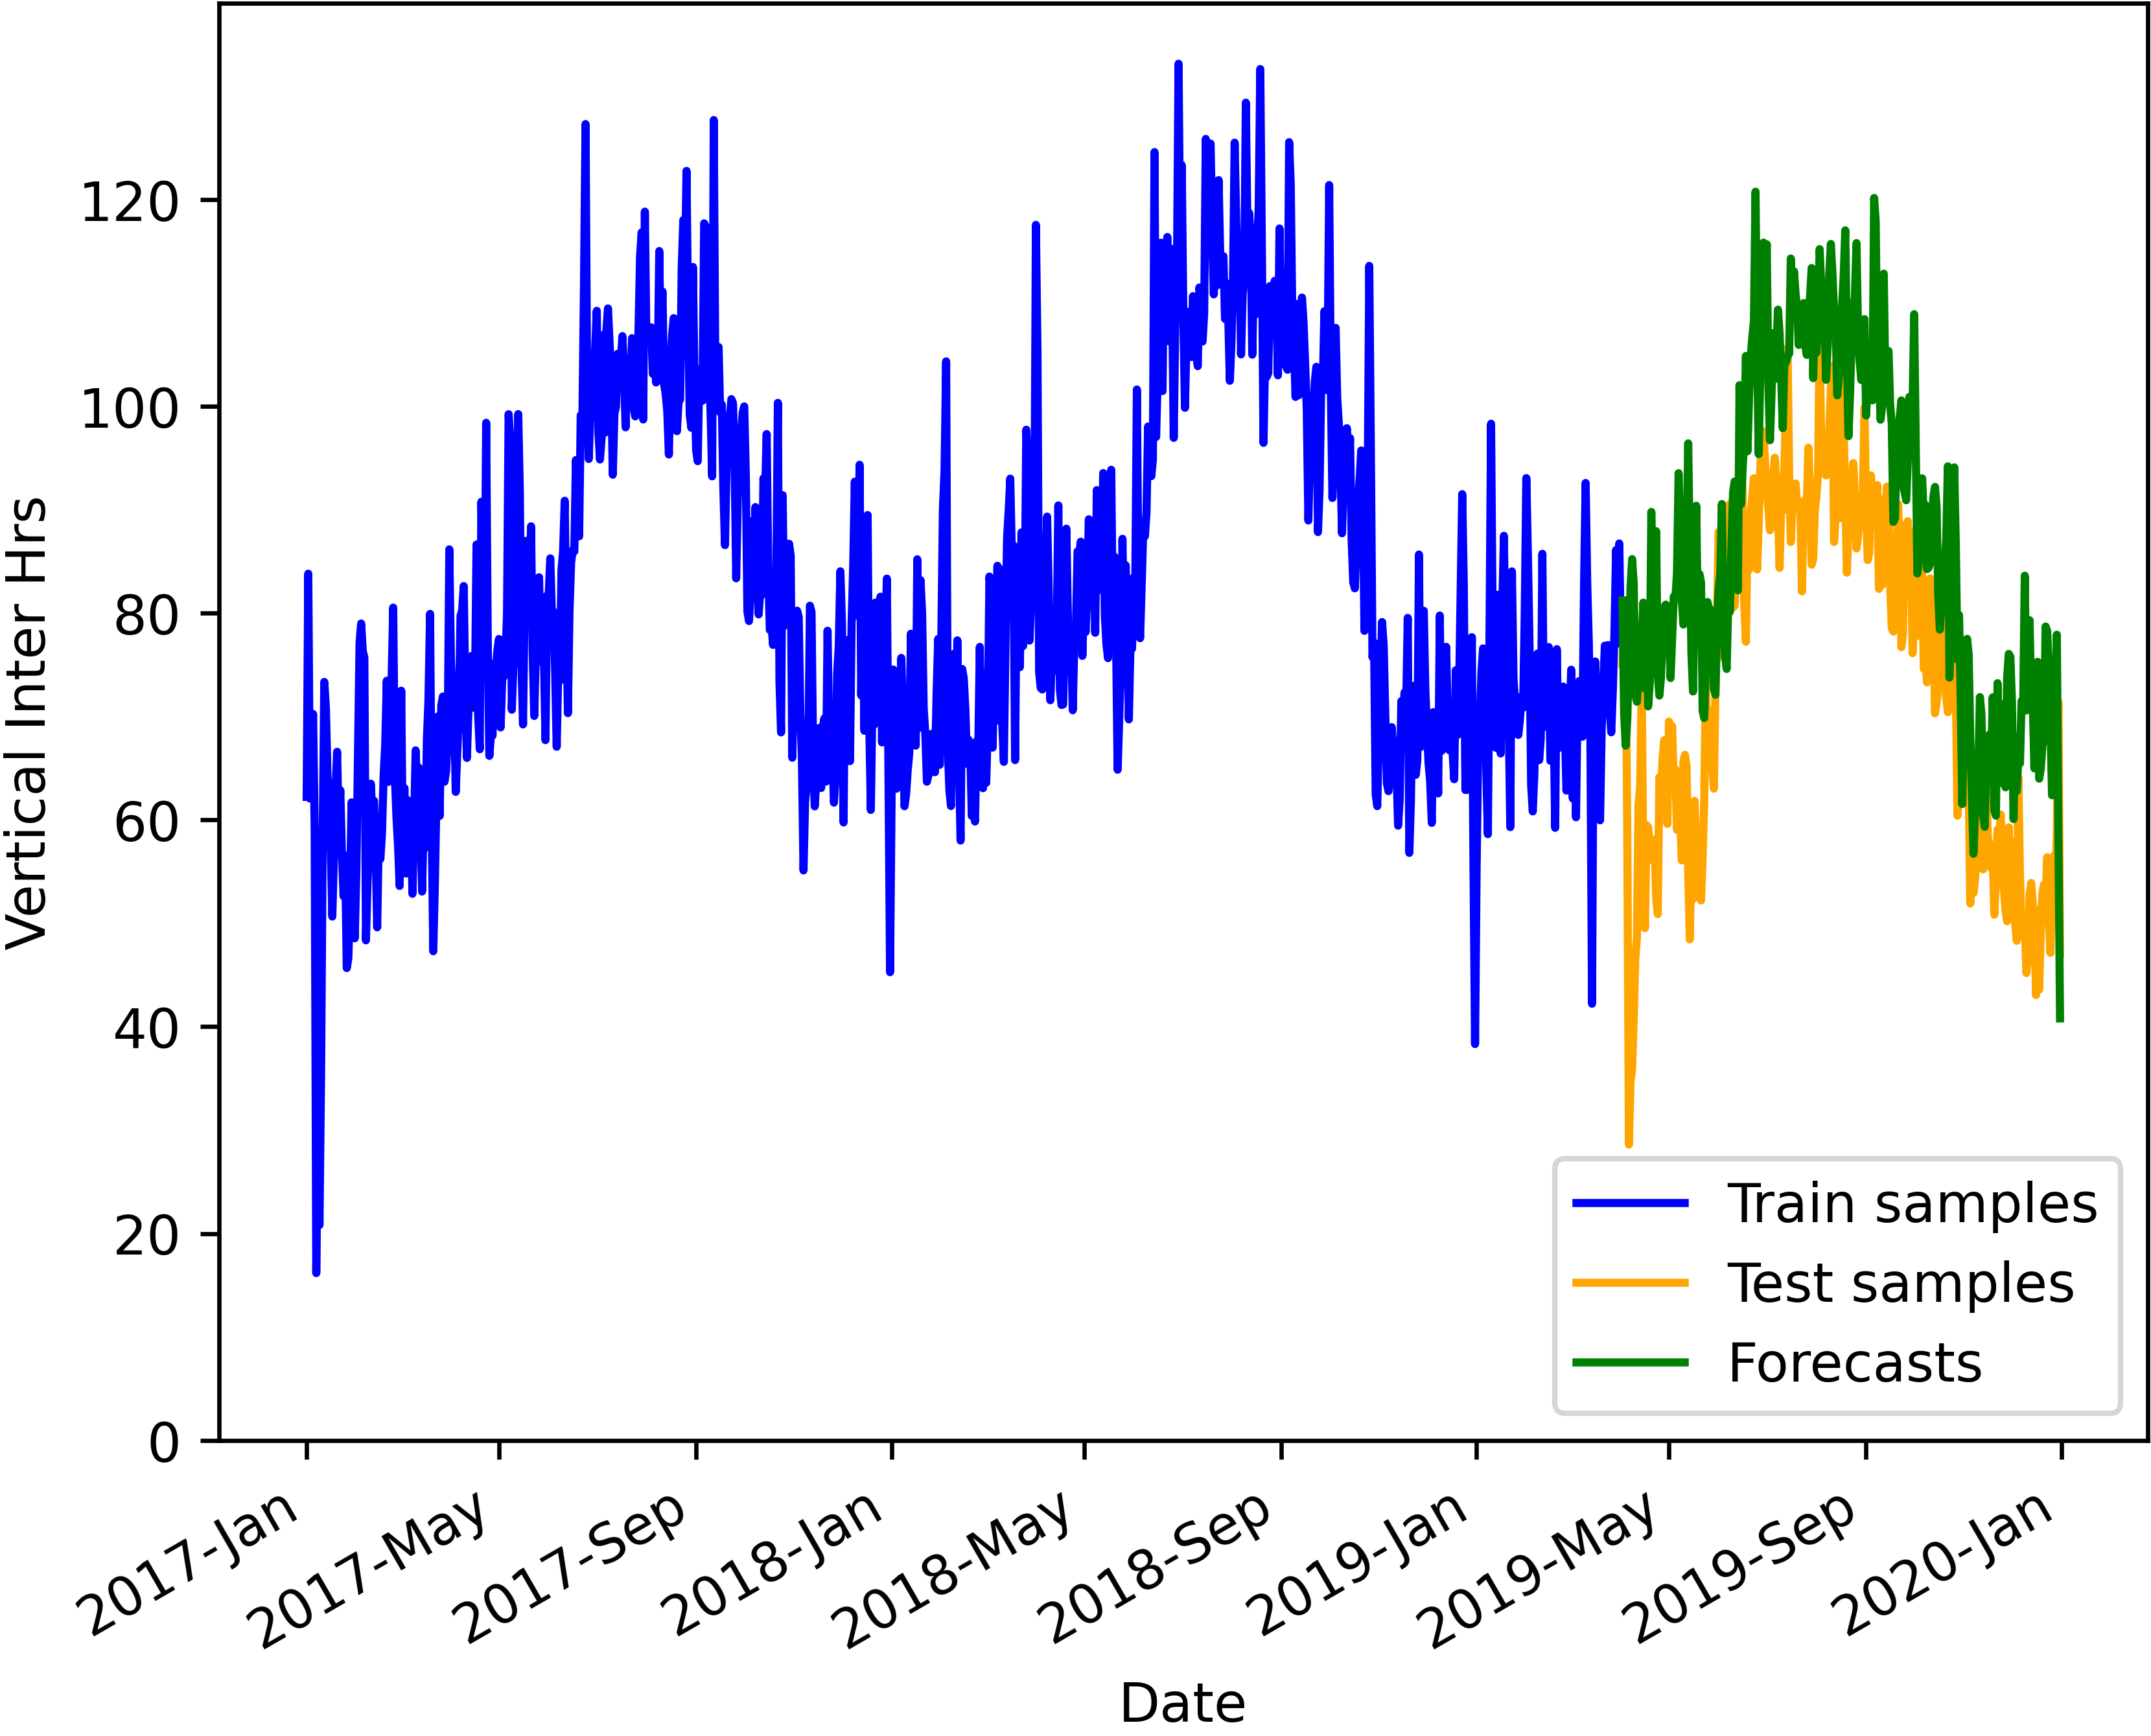 Vertical Inter Hrs
120
100
80
60
40
20
0
Train samples
Test samples
Forecasts
2017-Jan
2017-May
2017-Sep
2018-Jan
2018-May
2018-Sep
2019-Jan
2019-May
2019-Sep
2020-Jan
Date